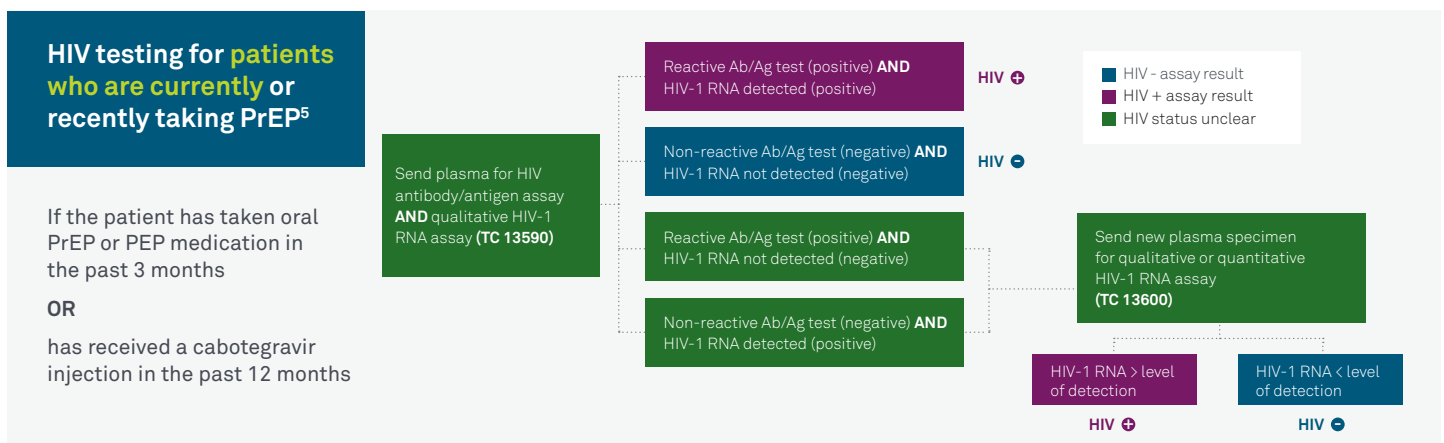 HIV testing for patients
who are currently or
recently taking PrEP⁵
If the patient has taken oral
PrEP or PEP medication in
the past 3 months
OR
has received a cabotegravir
injection in the past 12 months
Send plasma for HIV
antibody/antigen assay
AND qualitative HIV-1
RNA assay (TC 13590)
Reactive Ab/Ag test (positive) AND
HIV-1 RNA detected (positive)
HIV +
Non-reactive Ab/Ag test (negative) AND
HIV-1 RNA not detected (negative)
HIV -
Reactive Ab/Ag test (positive) AND
HIV-1 RNA not detected (negative)
Non-reactive Ab/Ag test (negative) AND
HIV-1 RNA detected (positive)
HIV - assay result
HIV + assay result
HIV status unclear
Send new plasma specimen
for qualitative or quantitative
HIV-1 RNA assay
(TC 13600)
HIV-1 RNA > level
of detection
HIV +
HIV-1 RNA < level
of detection
HIV -